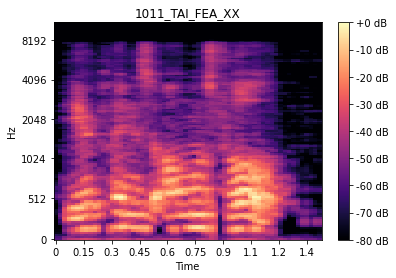 1011_TAI_FEA_XX
+0 dB
8192
-10 dB
4096
-20 dB
-30 dB
2048
Hz
-40 dB
1024
-50 dB
512
-60 dB
-70 dB
0
-80 dB
0 0.15 0.3 0.45 0.6 0.75 0.9 1.1 1.2 1.4
Time